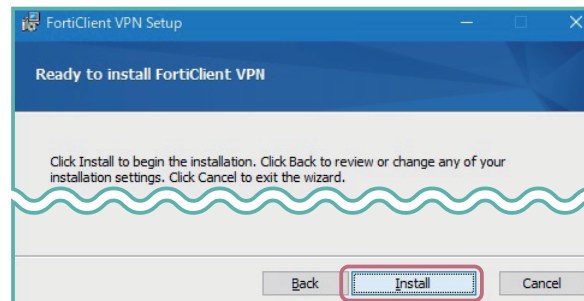 FortiClient VPN Setup
Ready to install FortiClient VPN
Click Install to begin the installation. Click Back to review or change any of your
installation settings. Click Cancel to exit the wizard.
Back Install Cancel